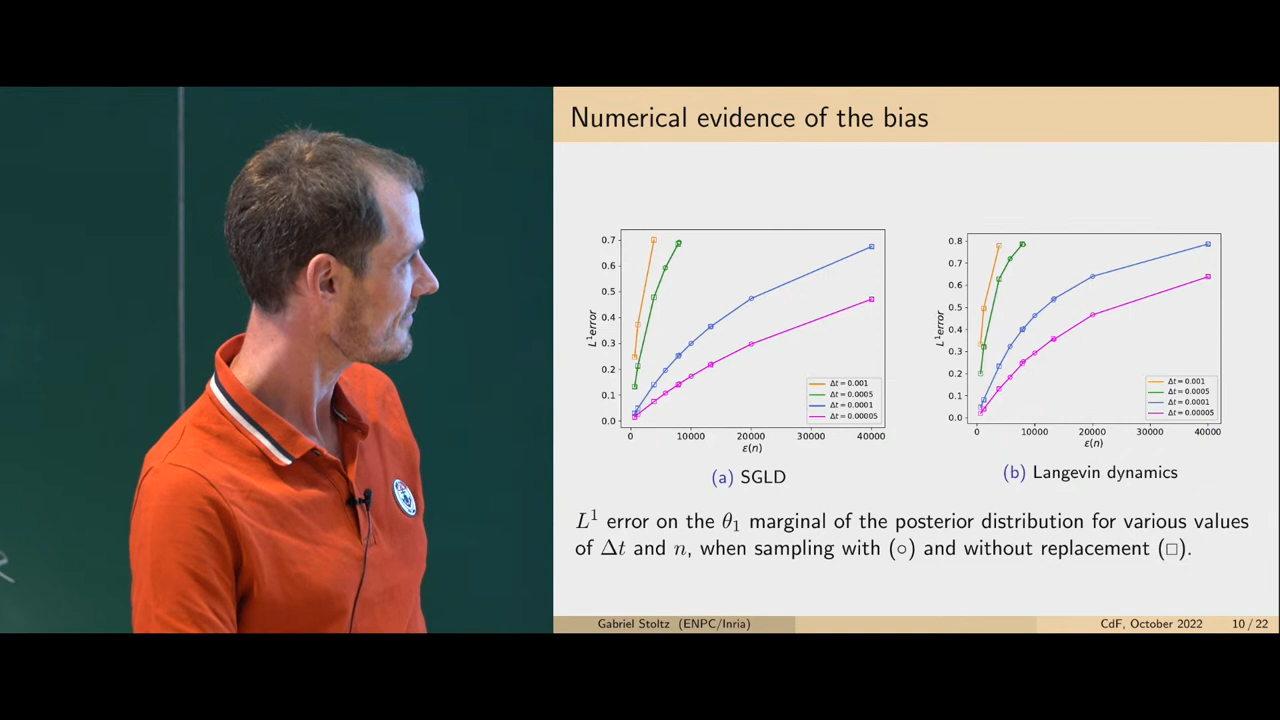 Numerical evidence of the bias
0.7
0.6
0.5
0.4
0.3
0.2
0.1
0.0
L¹error
0 10000 20000 30000 40000
ε(n)
Δt = 0.001
Δt = 0.0005
Δt = 0.0001
Δt = 0.00005
(a) SGLD
0.8
0.7
0.6
0.5
0.4
0.3
0.2
0.1
0.0
L¹error
0 10000 20000 30000 40000
ε(n)
Δt = 0.001
Δt = 0.0005
Δt = 0.0001
Δt = 0.00005
(b) Langevin dynamics
L¹ error on the θ₁ marginal of the posterior distribution for various values
of Δt and n, when sampling with (○) and without replacement (□).
Gabriel Stoltz (ENPC/Inria) CdF, October 2022 10 / 22